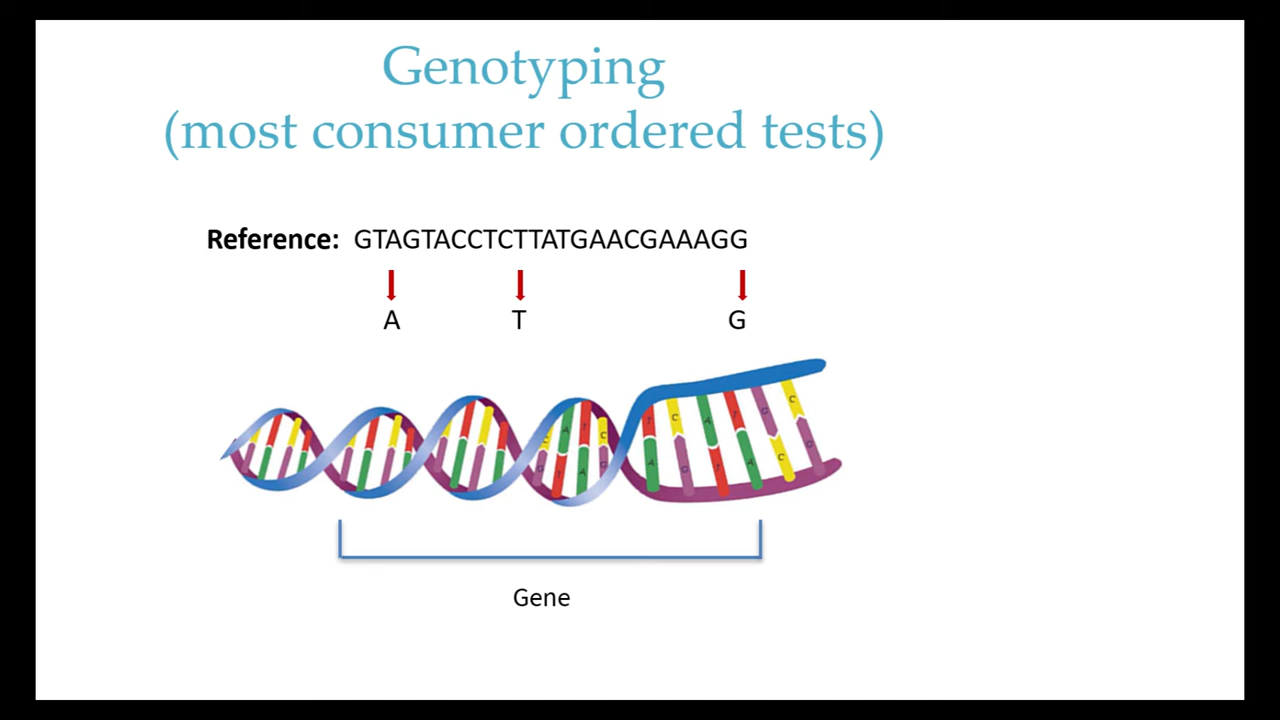 Genotyping
(most consumer ordered tests)
Reference: GTAGTACCTCTTATGAACGAAAGG
A T G
T C A T G C
C A T C
A G T A C G
G T A G
Gene